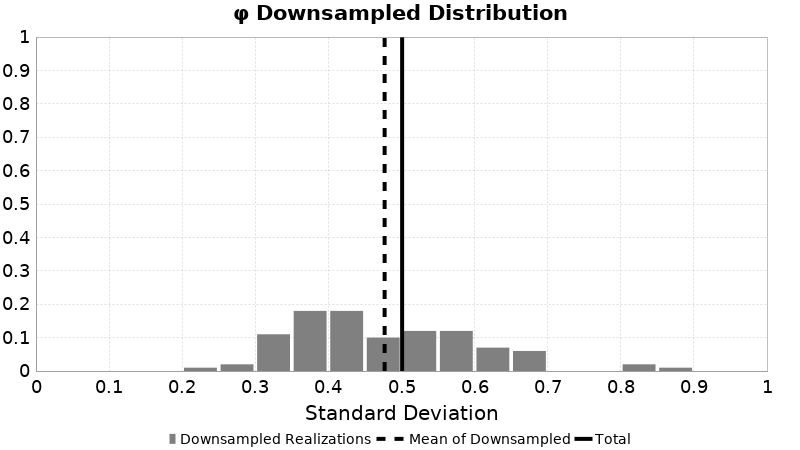 φ Downsampled Distribution
1
0.9
0.8
0.7
0.6
0.5
0.4
0.3
0.2
0.1
0
0 0.1 0.2 0.3 0.4 0.5 0.6 0.7 0.8 0.9 1
Standard Deviation
Downsampled Realizations Mean of Downsampled Total